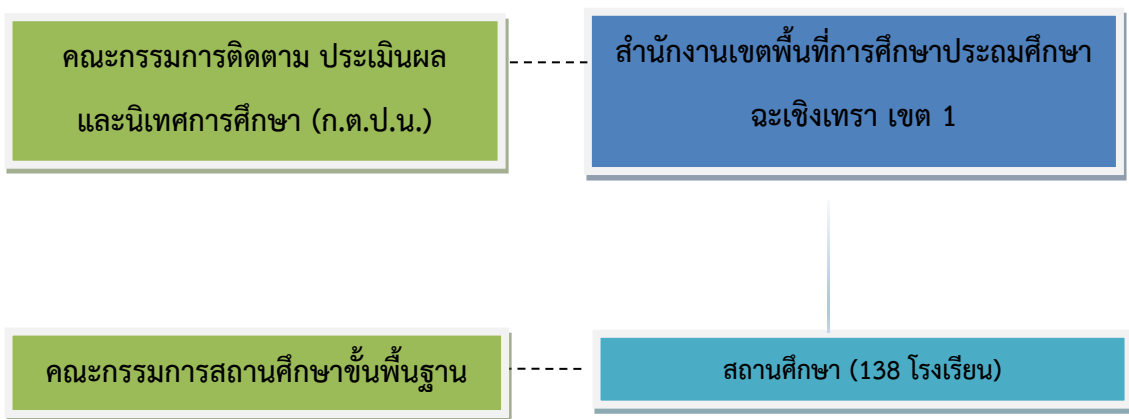 คณะกรรมการติดตาม ประเมินผล
และนิเทศการศึกษา (ก.ต.ป.น.)
สำนักงานเขตพื้นที่การศึกษาประถมศึกษา
ฉะเชิงเทรา เขต 1
คณะกรรมการสถานศึกษาขั้นพื้นฐาน
สถานศึกษา (138 โรงเรียน)